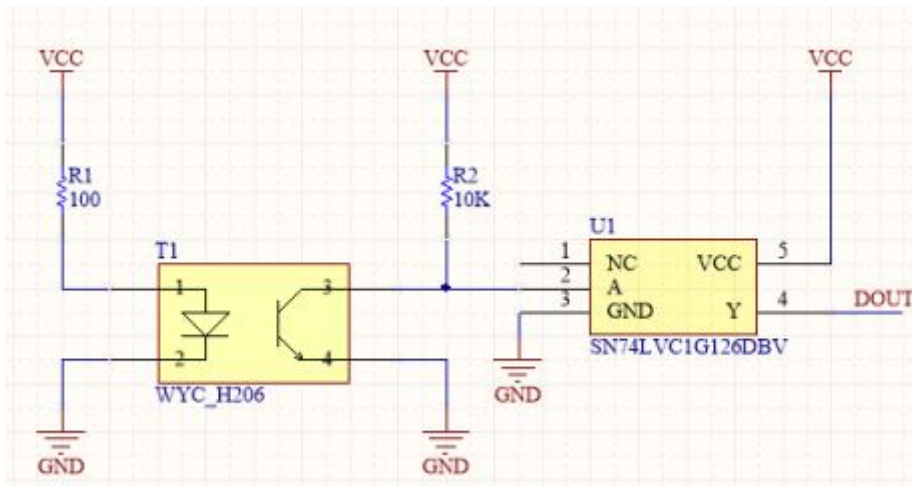 VCC
VCC
VCC
R1
100
R2
10K
U1
T1
1
NC
VCC
5
2
A
3
GND
Y
4
DOUT
1
3
2
4
SN74LVC1G126DBV
WYC_H206
GND
GND
GND